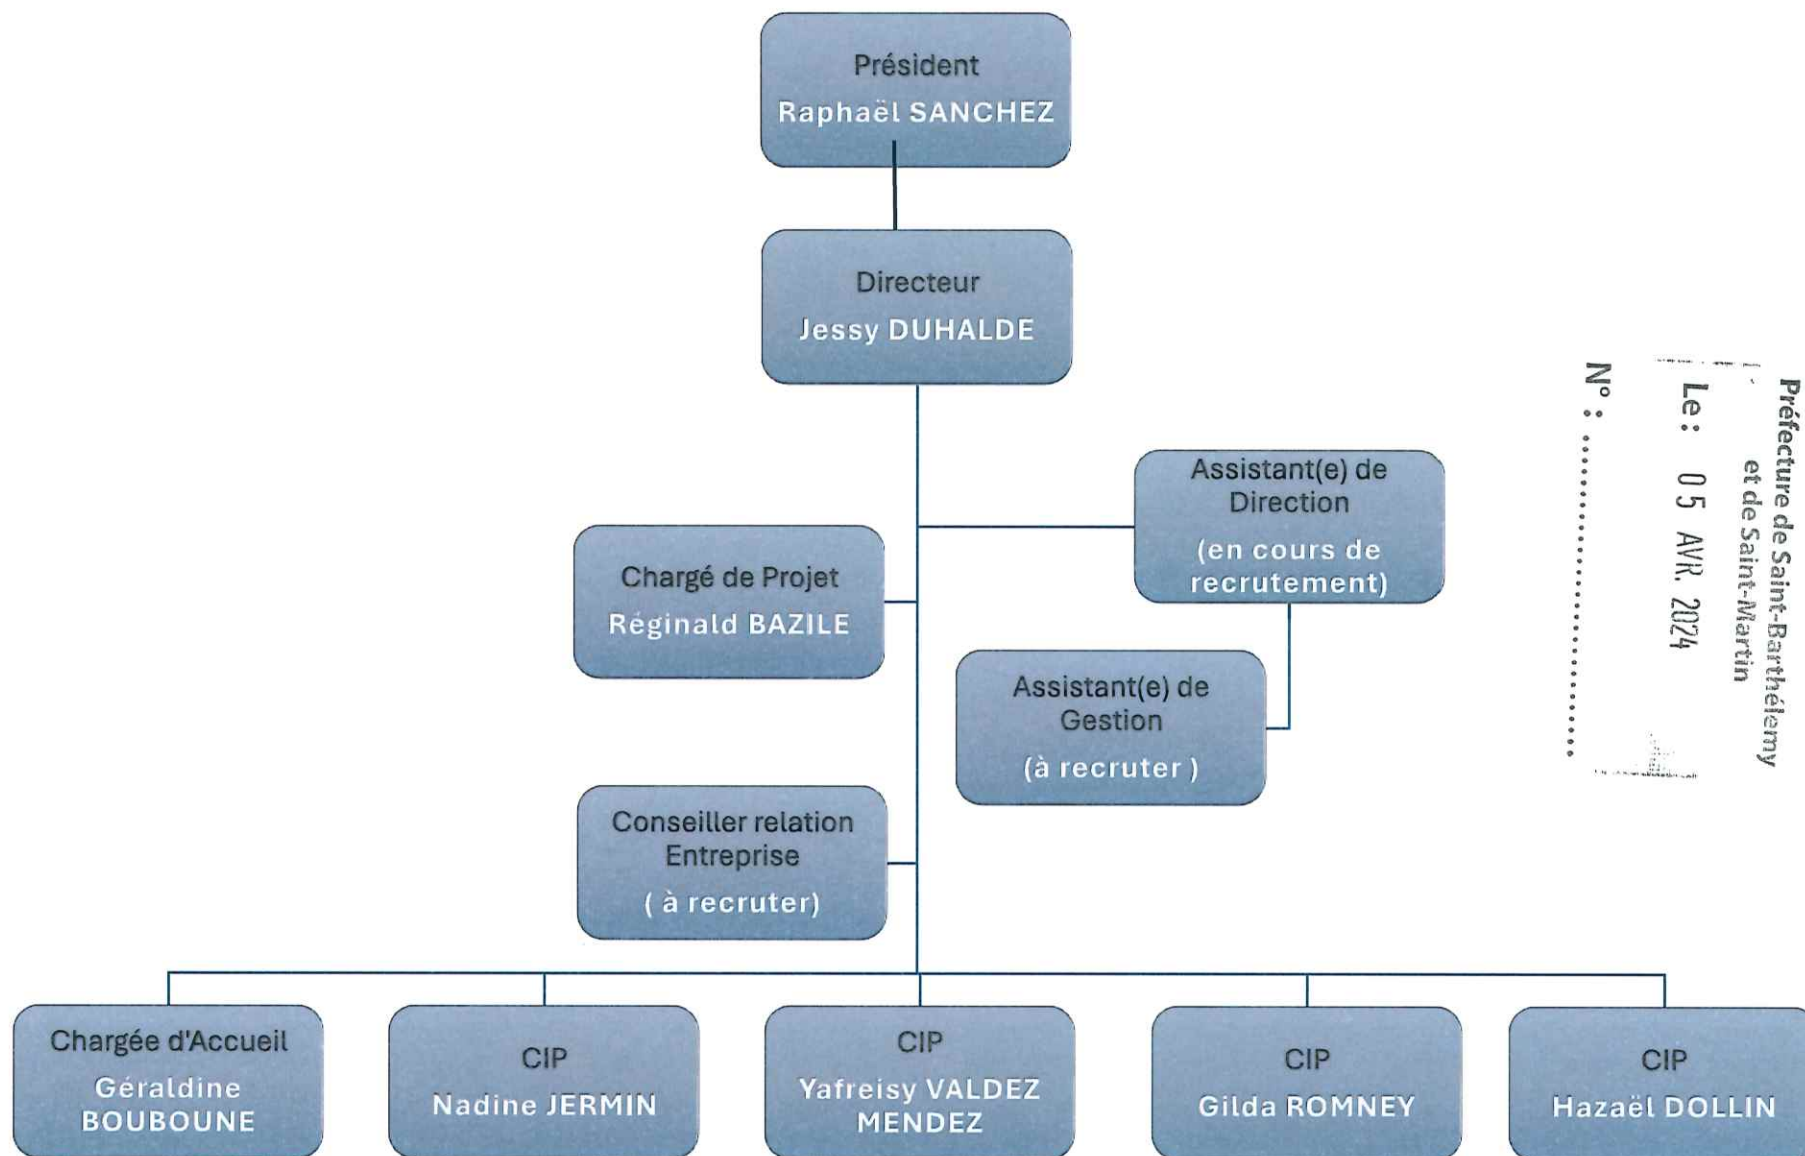 Président
Raphaël SANCHEZ
Directeur
Jessy DUHALDE
Assistant(e) de
Direction
(en cours de
recrutement)
Chargé de Projet
Réginald BAZILE
Assistant(e) de
Gestion
(à recruter )
Conseiller relation
Entreprise
( à recruter)
Chargée d'Accueil
Géraldine
BOUBOUNE
CIP
Nadine JERMIN
CIP
Yafreisy VALDEZ
MENDEZ
CIP
Gilda ROMNEY
CIP
Hazaël DOLLIN
Préfecture de Saint-Barthélemy
et de Saint-Martin
Le : 05 AVR. 2024
N° : ..............................